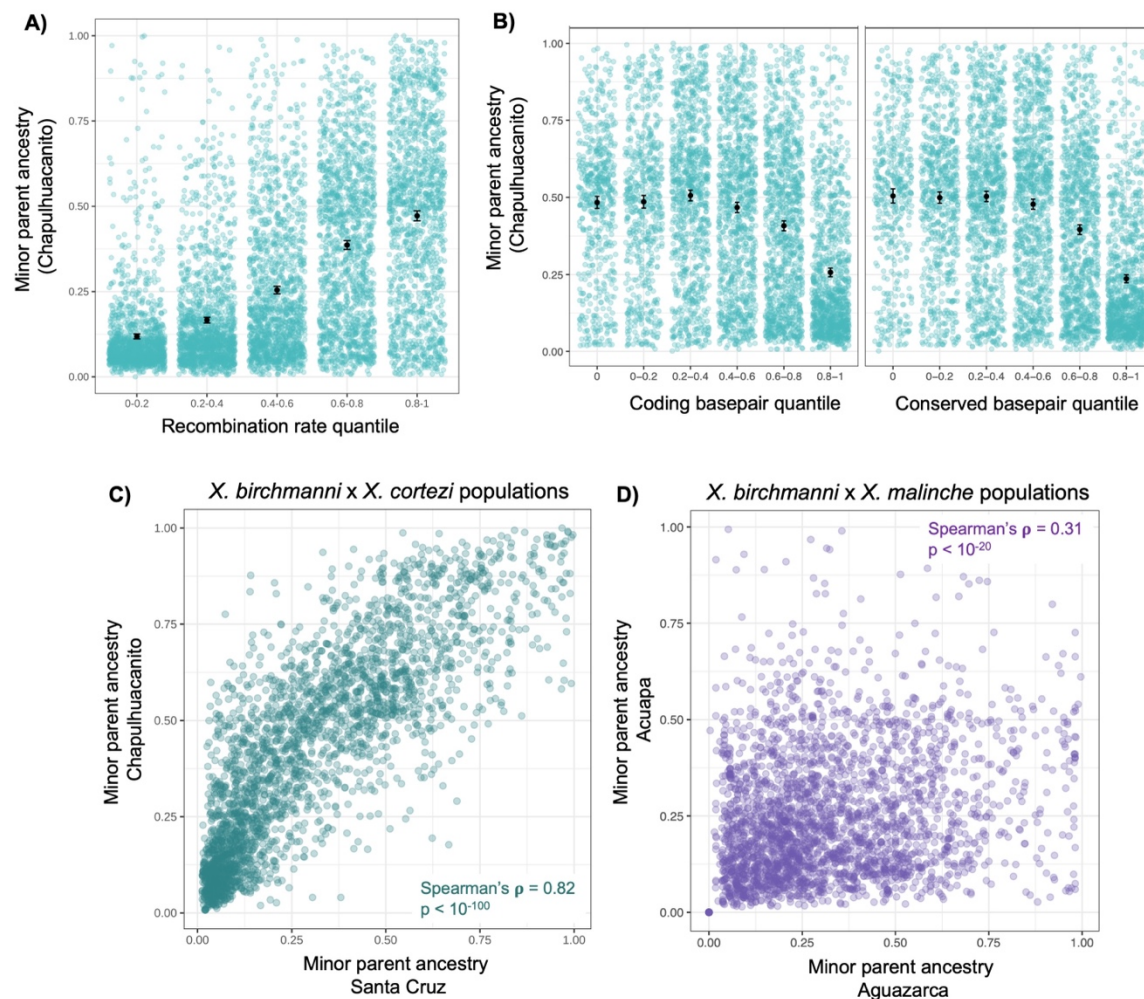 A)
Minor parent ancestry
(Chapulhuacanito)
1.00
0.75
0.50
0.25
0.00
0-0.2
0.2-0.4
0.4-0.6
0.6-0.8
0.8-1
Recombination rate quantile
B)
Minor parent ancestry
(Chapulhuacanito)
1.00
0.75
0.50
0.25
0.00
0
0-0.2
0.2-0.4
0.4-0.6
0.6-0.8
0.8-1
0
0-0.2
0.2-0.4
0.4-0.6
0.6-0.8
0.8-1
Coding basepair quantile
Conserved basepair quantile
C)
X. birchmanni x X. cortezi populations
Minor parent ancestry
Chapulhuacanito
1.00
0.75
0.50
0.25
0.00
Spearman's ρ = 0.82
p < 10-100
0.00
0.25
0.50
0.75
1.00
Minor parent ancestry
Santa Cruz
D)
X. birchmanni x X. malinche populations
Minor parent ancestry
Acuapa
1.00
0.75
0.50
0.25
0.00
Spearman's ρ = 0.31
p < 10-20
0.00
0.25
0.50
0.75
1.00
Minor parent ancestry
Aguazarca